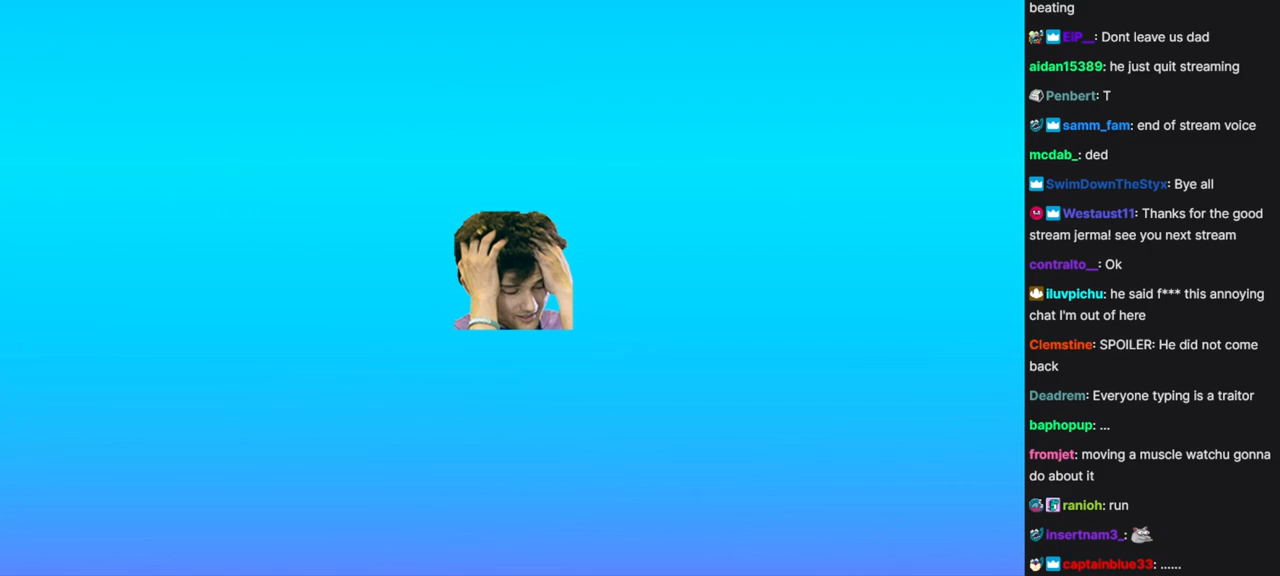 beating
EiP__: Dont leave us dad
aidan15389: he just quit streaming
Penbert: T
samm_fam: end of stream voice
mcdab_: ded
SwimDownTheStyx: Bye all
Westaust11: Thanks for the good
stream jerma! see you next stream
contralto__: Ok
iluvpichu: he said f*** this annoying
chat I'm out of here
Clemstine: SPOILER: He did not come
back
Deadrem: Everyone typing is a traitor
baphopup: ...
fromjet: moving a muscle watchu gonna
do about it
ranioh: run
insertnam3_:
captainblue33: ......